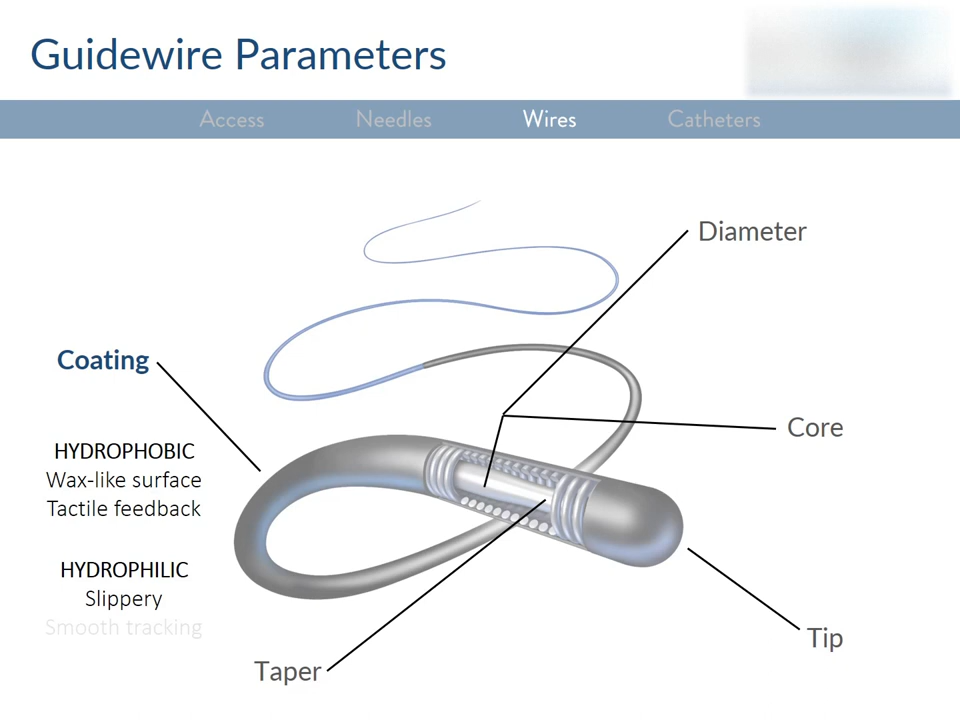 Guidewire Parameters
Access Needles Wires Catheters
Diameter
Coating
Core
HYDROPHOBIC
Wax-like surface
Tactile feedback
HYDROPHILIC
Slippery
Smooth tracking
Tip
Taper